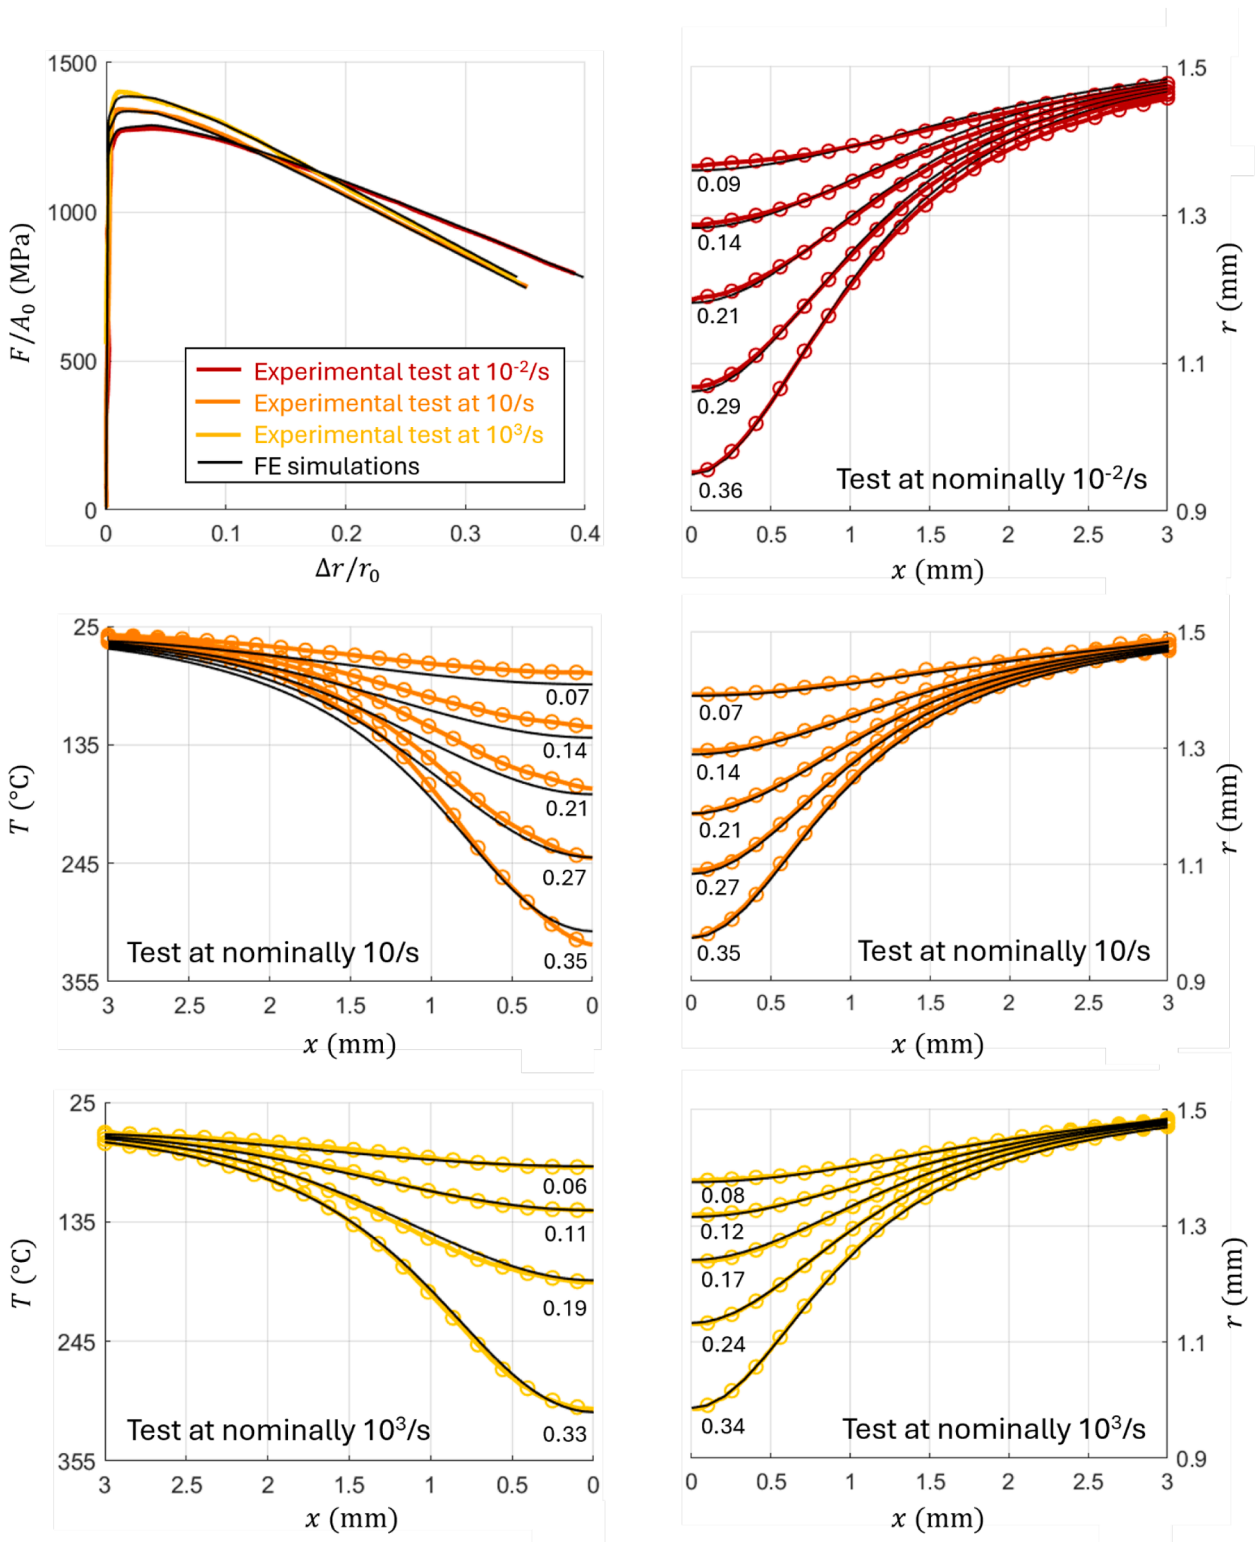 1500
1000
500
0
F/A₀ (MPa)
Experimental test at 10⁻²/s
Experimental test at 10/s
Experimental test at 10³/s
FE simulations
0 0.1 0.2 0.3 0.4
Δr/r₀
1.5
1.3
1.1
0.9
r (mm)
0.09
0.14
0.21
0.29
0.36
Test at nominally 10⁻²/s
0 0.5 1 1.5 2 2.5 3
x (mm)
25
135
245
355
T (°C)
0.07
0.14
0.21
0.27
0.35
Test at nominally 10/s
3 2.5 2 1.5 1 0.5 0
x (mm)
1.5
1.3
1.1
0.9
r (mm)
0.07
0.14
0.21
0.27
0.35
Test at nominally 10/s
0 0.5 1 1.5 2 2.5 3
x (mm)
25
135
245
355
T (°C)
0.06
0.11
0.19
0.33
Test at nominally 10³/s
3 2.5 2 1.5 1 0.5 0
x (mm)
1.5
1.3
1.1
0.9
r (mm)
0.08
0.12
0.17
0.24
0.34
Test at nominally 10³/s
0 0.5 1 1.5 2 2.5 3
x (mm)